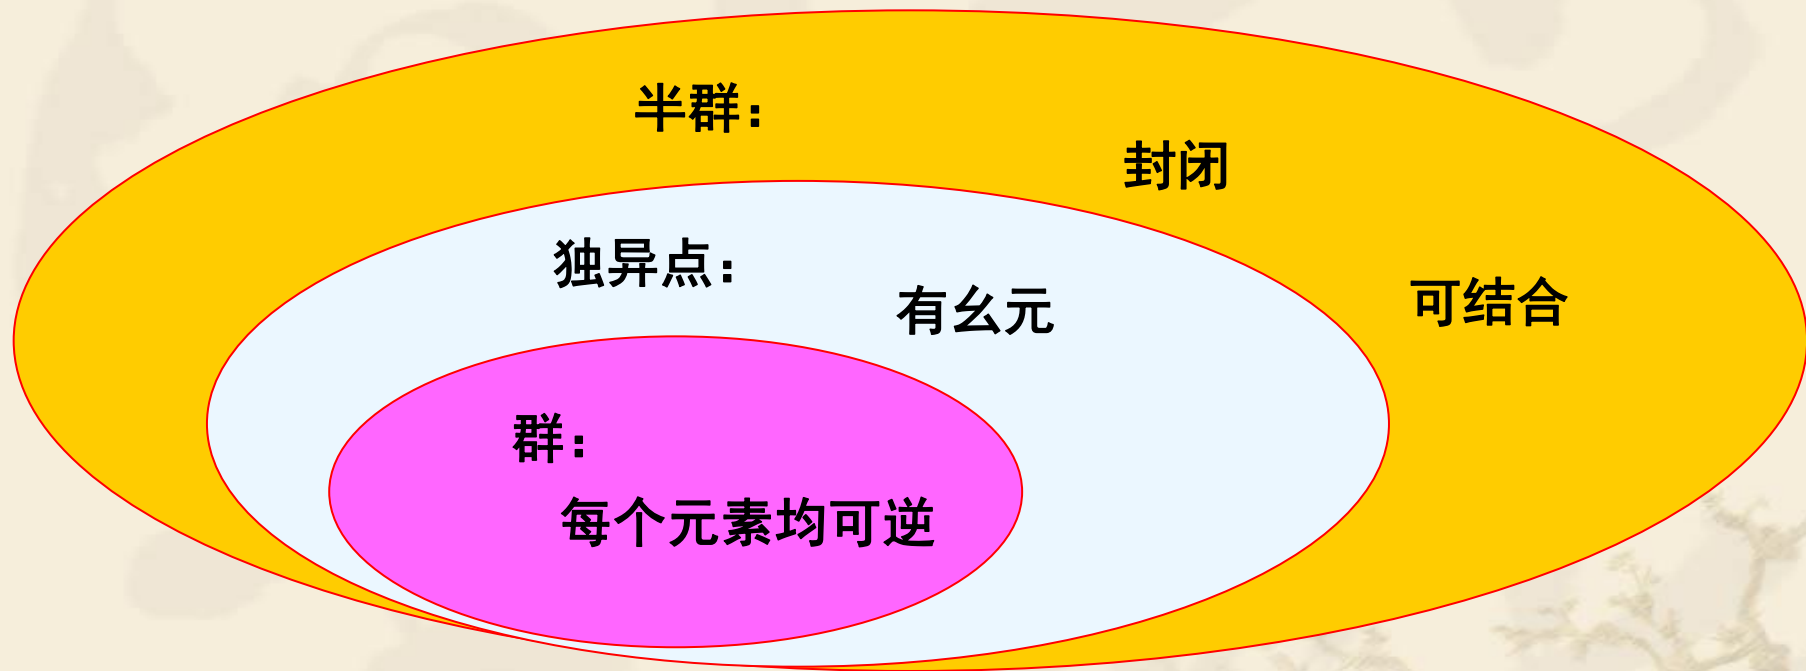 半群：
封闭
独异点：
有幺元
可结合
群：
每个元素均可逆